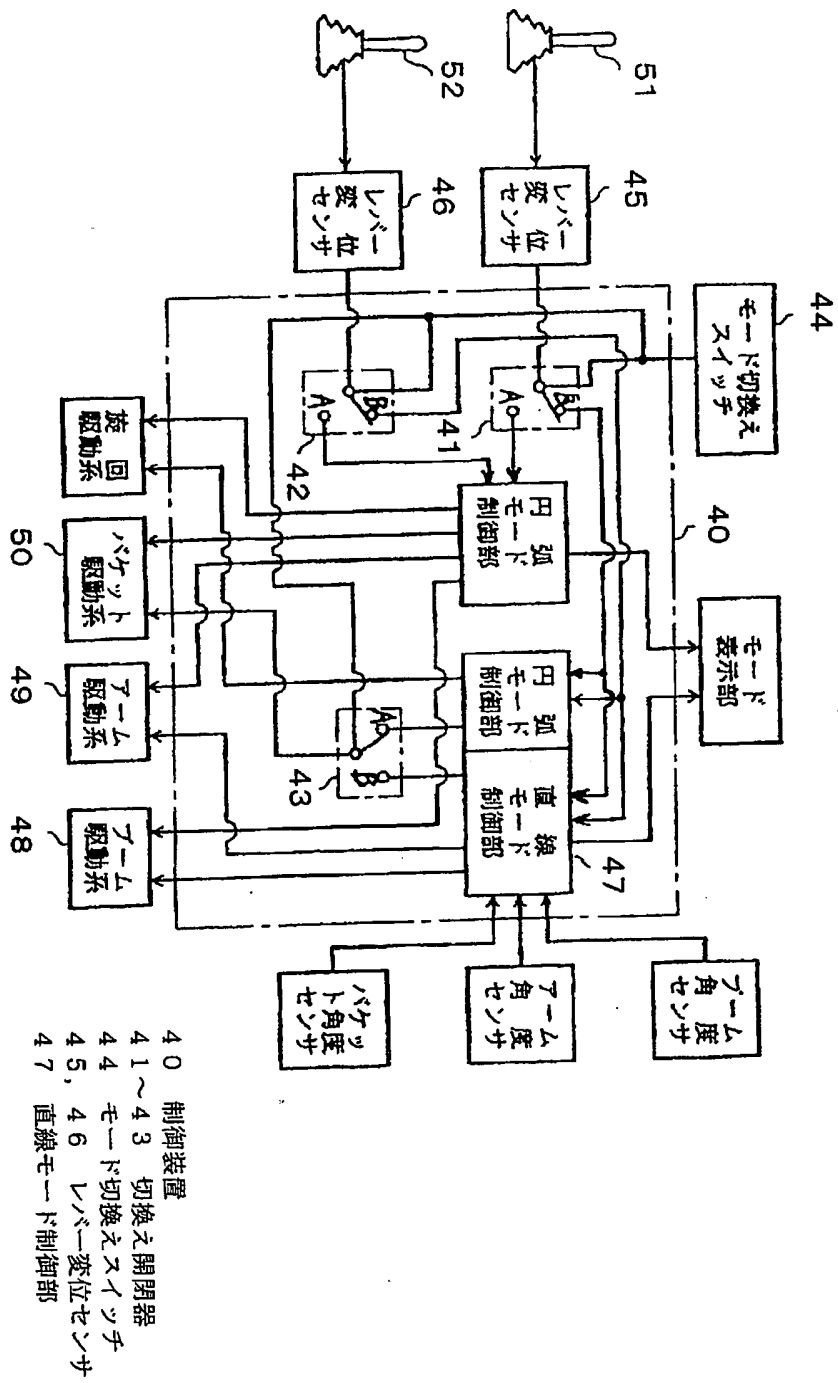 51
52
45
レバー
変位
センサ
46
レバー
変位
センサ
44
モード切換え
スイッチ
40
41
A
B
42
A
B
円弧
モード
制御部
モード
表示部
円弧
モード
制御部
直線
モード
制御部
47
43
A
B
旋回
駆動系
50
バケット
駆動系
49
アーム
駆動系
48
ブーム
駆動系
ブーム
角度
センサ
アーム
角度
センサ
バケッ
ト角度
センサ
40 制御装置
41～43 切換え開閉器
44 モード切換えスイッチ
45,46 レバー変位センサ
47 直線モード制御部